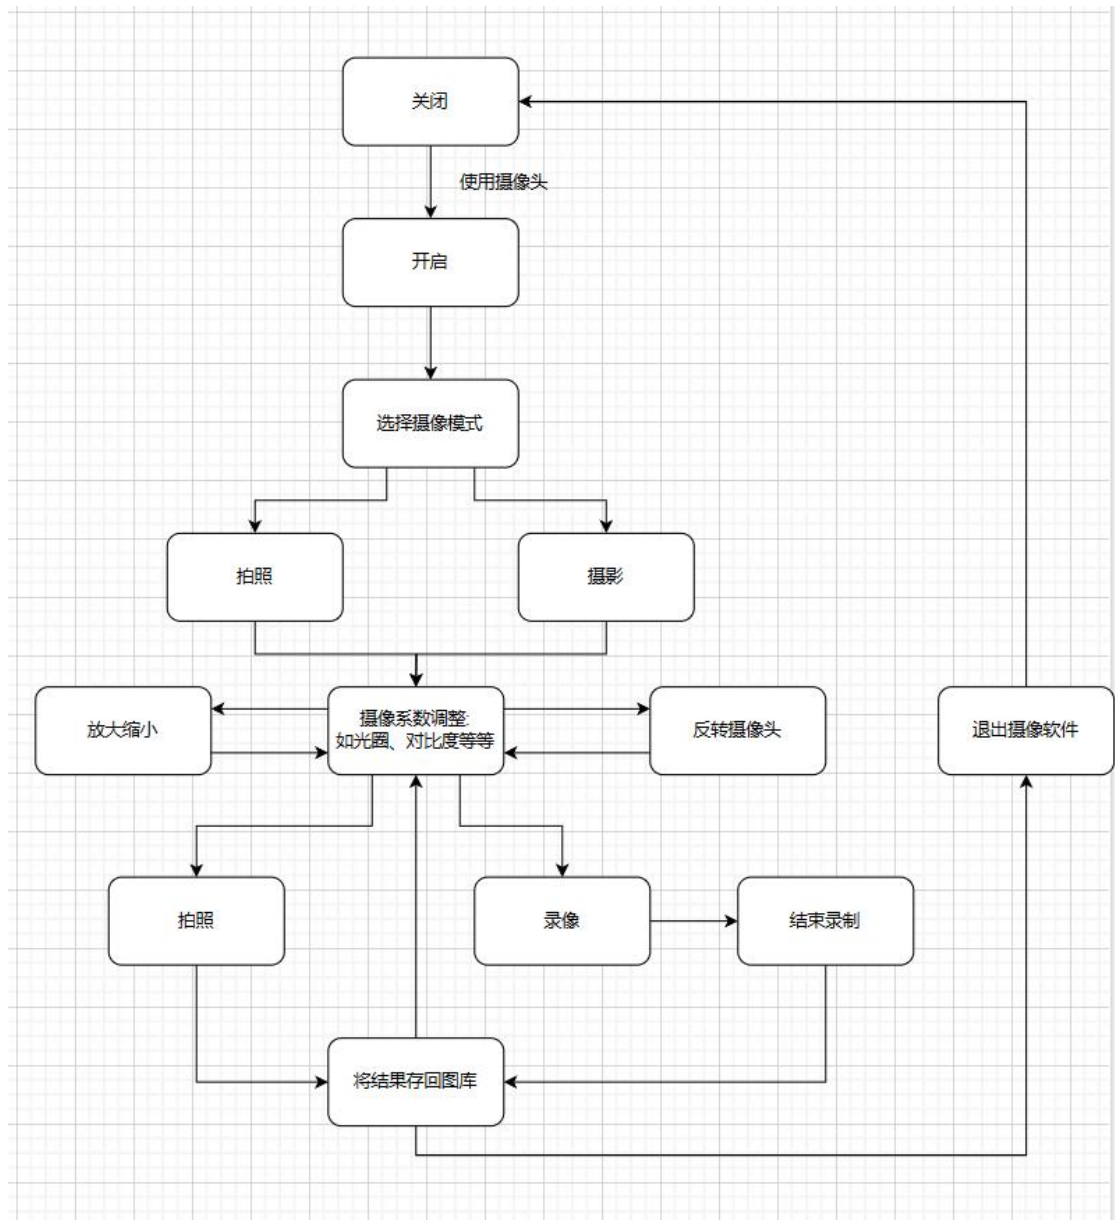 关闭
使用摄像头
开启
选择摄像模式
拍照
摄影
放大缩小
摄像系数调整:
如光圈、对比度等等
反转摄像头
退出摄像软件
拍照
录像
结束录制
将结果存回图库